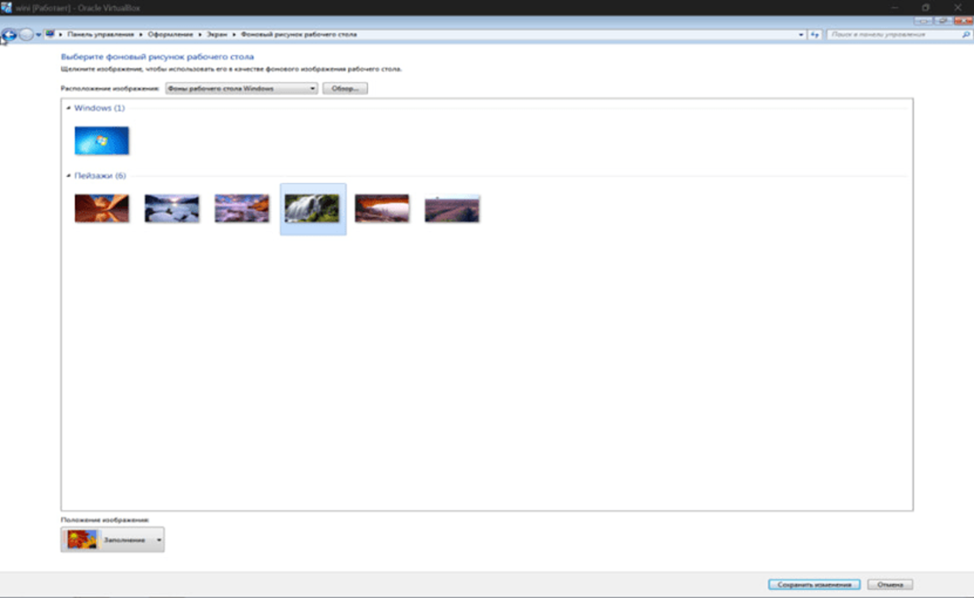 wini [Работает] - Oracle VirtualBox
Панель управления Оформление Экран Фоновый рисунок рабочего стола
Поиск в панели управления
Выберите фоновый рисунок рабочего стола
Щелкните изображение, чтобы использовать его в качестве фонового изображения рабочего стола.
Расположение изображения: Фоны рабочего стола Windows Обзор...
Windows (1)
Пейзажи (6)
Положение изображения:
Заполнение
Сохранить изменения Отмена